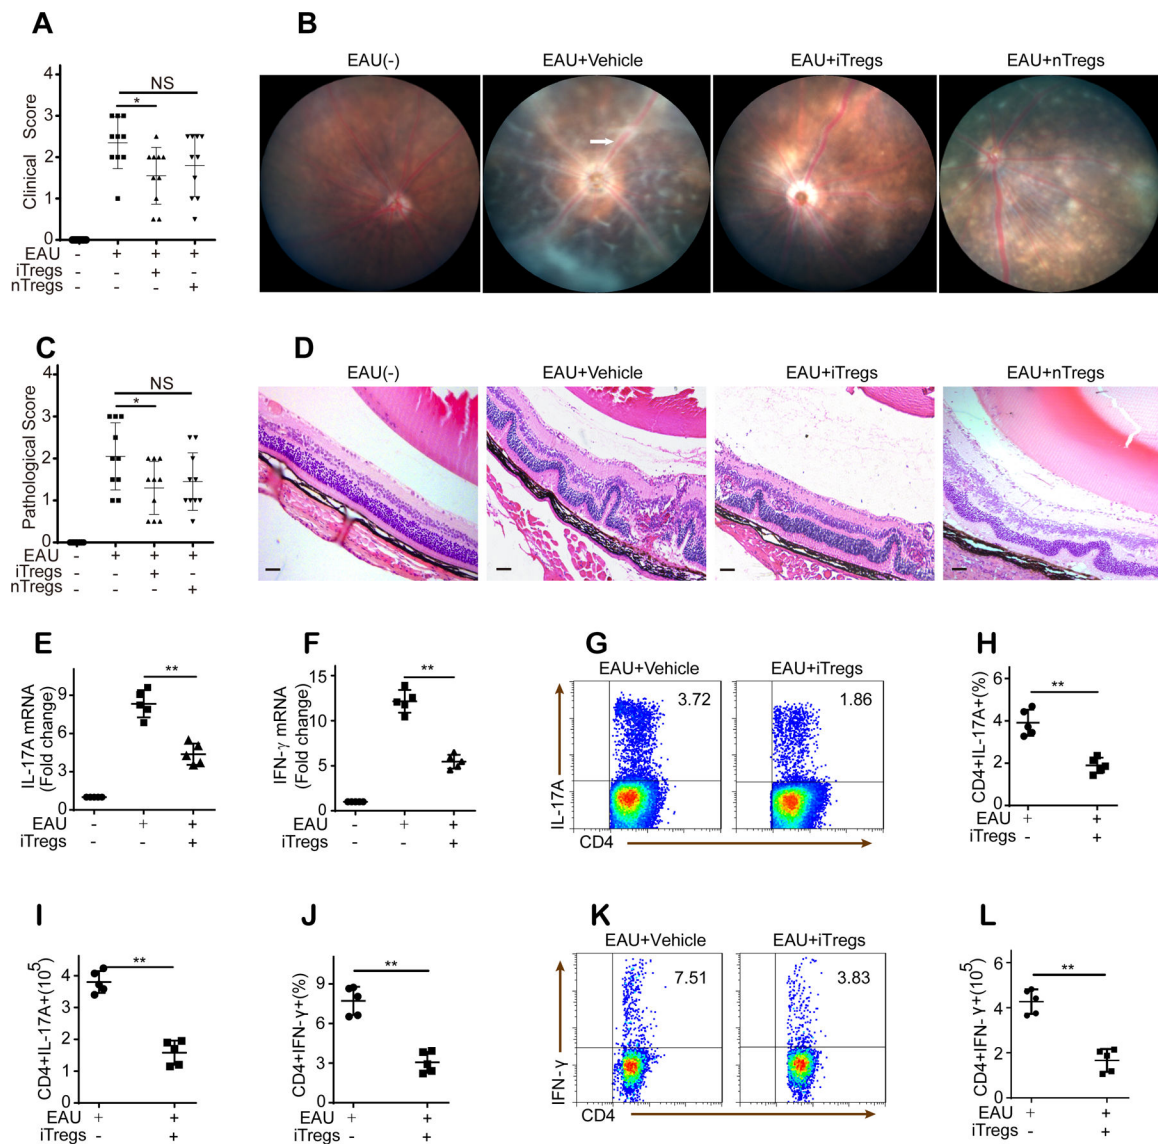 A
Clinical Score
4
3
2
1
0
NS
*
EAU - + + +
iTregs - - + -
nTregs - - - +
B
EAU(-) EAU+Vehicle EAU+iTregs EAU+nTregs
C
Pathological Score
4
3
2
1
0
NS
*
EAU - + + +
iTregs - - + -
nTregs - - - +
D
EAU(-) EAU+Vehicle EAU+iTregs EAU+nTregs
E
IL-17A mRNA
(Fold change)
9
6
3
0
**
EAU - + +
iTregs - - +
F
IFN-γ mRNA
(Fold change)
15
10
5
0
**
EAU - + +
iTregs - - +
G
EAU+Vehicle EAU+iTregs
3.72 1.86
IL-17A
CD4
H
CD4+IL-17A+(%)
6
4
2
0
**
EAU + +
iTregs - +
I
CD4+IL-17A+(10⁵)
4
3
2
1
0
**
EAU + +
iTregs - +
J
CD4+IFN-γ+(%)
9
6
3
0
**
EAU + +
iTregs - +
K
EAU+Vehicle EAU+iTregs
7.51 3.83
IFN-γ
CD4
L
CD4+IFN-γ+(10⁵)
6
4
2
0
**
EAU + +
iTregs - +